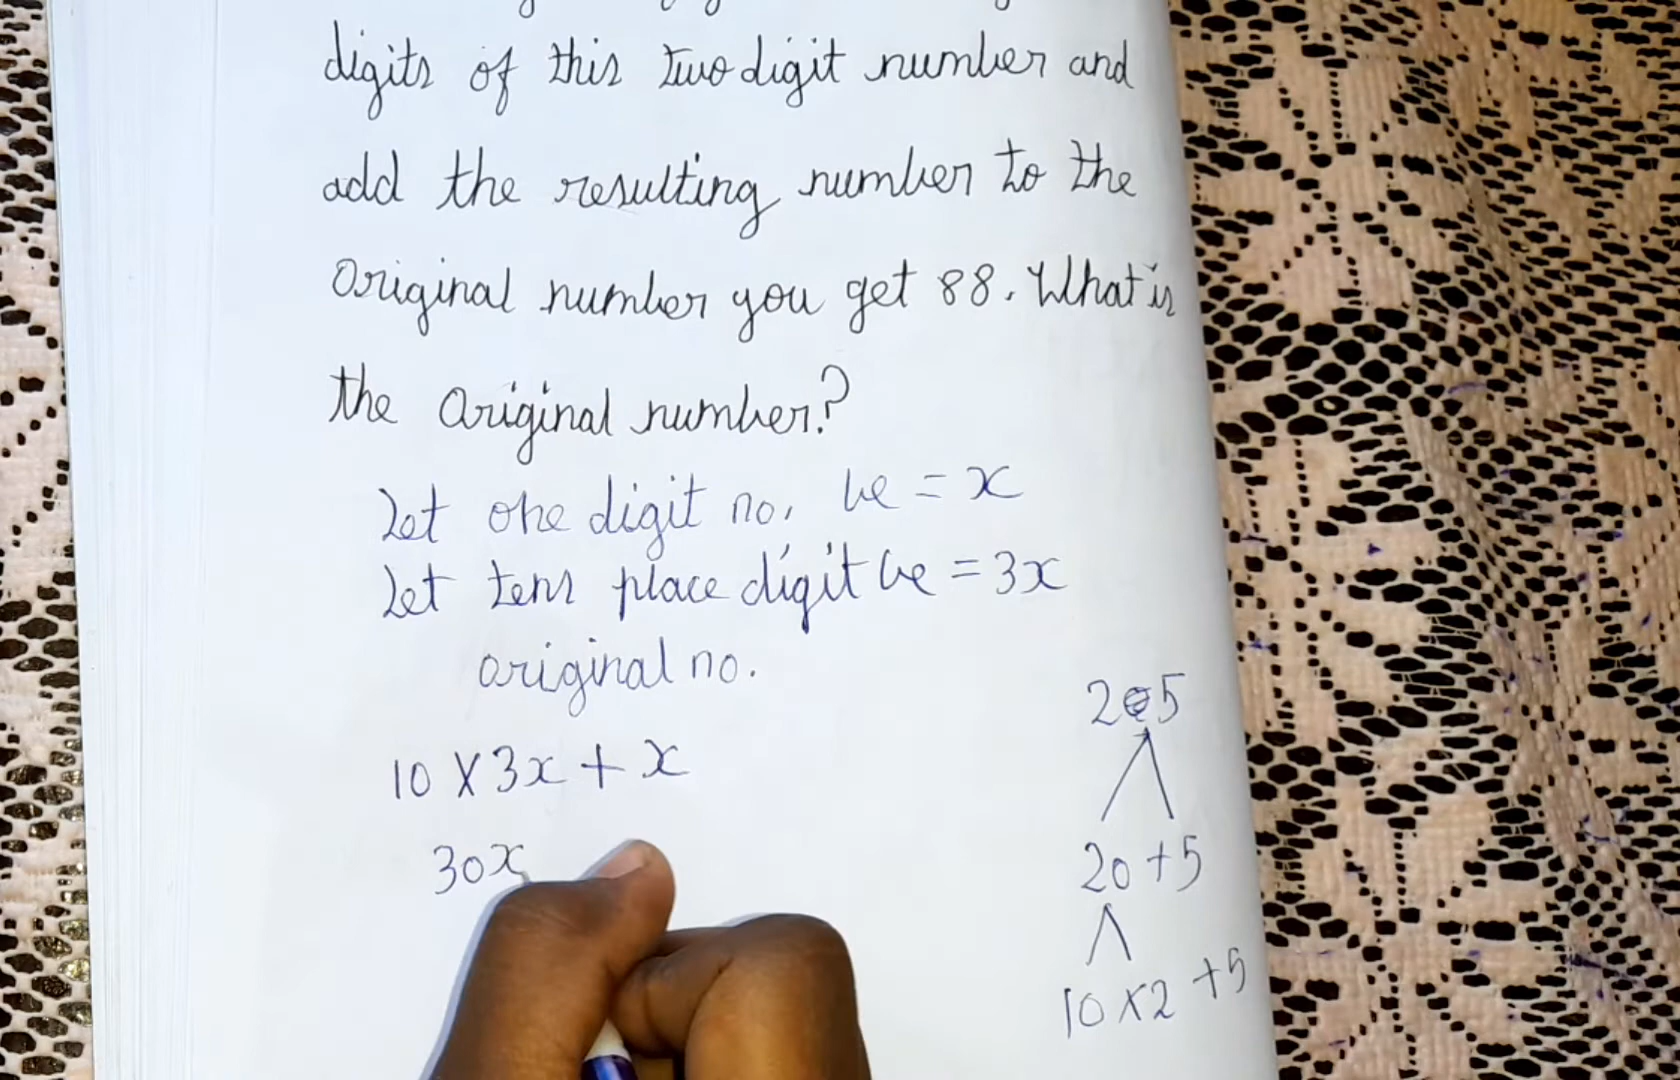 digits of this two digit number and
add the resulting number to the
original number you get 88. What is
the original number?
Let one digit no. be = x
Let tens place digit be = 3x
original no.
10 X 3x + x
30x
25
20 + 5
10 X 2 + 5